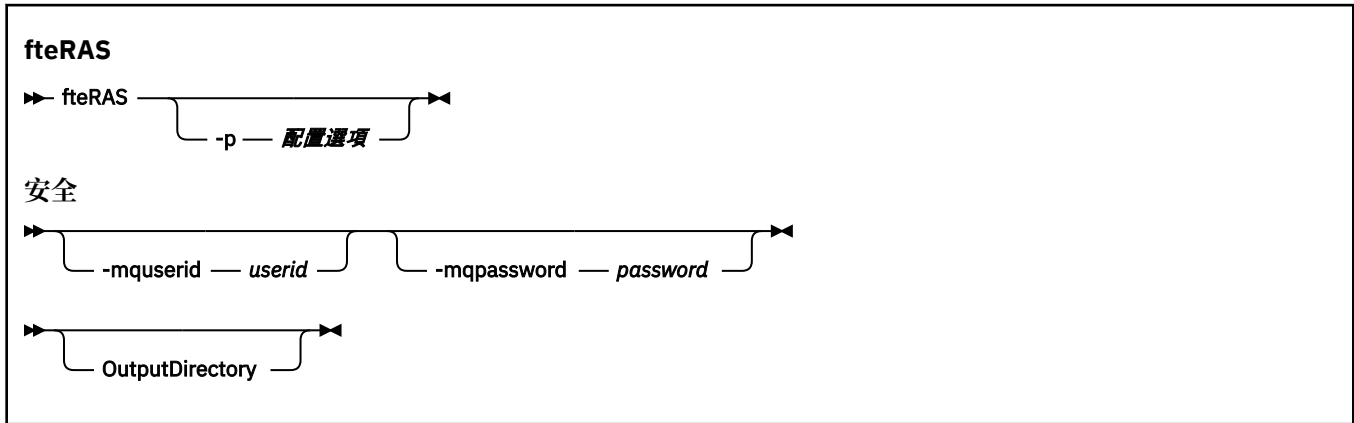 fteRAS
fteRAS
-p 配置選項
安全
-mquserid userid -mqpassword password
OutputDirectory